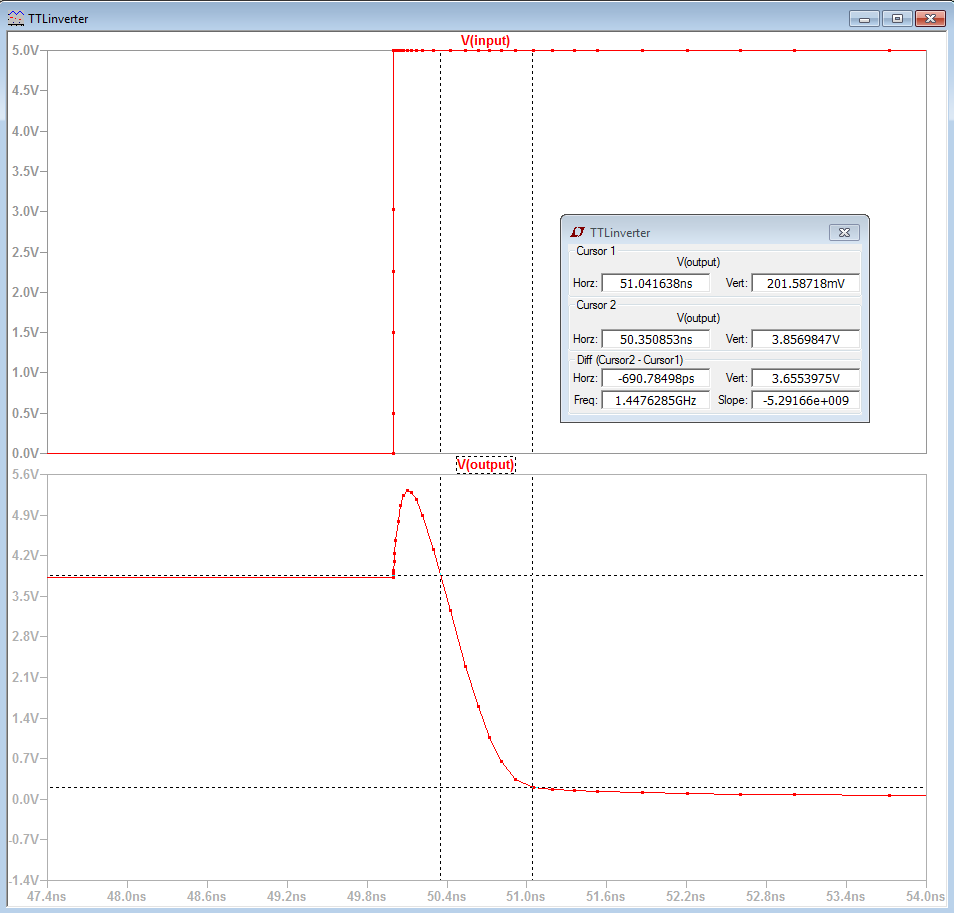 TTLinverter
V(input)
5.0V
4.5V
4.0V
3.5V
3.0V
2.5V
2.0V
1.5V
1.0V
0.5V
0.0V
TTLinverter
Cursor 1
V(output)
Horz: 51.041638ns Vert: 201.58718mV
Cursor 2
V(output)
Horz: 50.350853ns Vert: 3.8569847V
Diff (Cursor2 - Cursor1)
Horz: -690.78498ps Vert: 3.6553975V
Freq: 1.4476285GHz Slope: -5.29166e+009
V(output)
5.6V
4.9V
4.2V
3.5V
2.8V
2.1V
1.4V
0.7V
0.0V
-0.7V
-1.4V
47.4ns 48.0ns 48.6ns 49.2ns 49.8ns 50.4ns 51.0ns 51.6ns 52.2ns 52.8ns 53.4ns 54.0ns